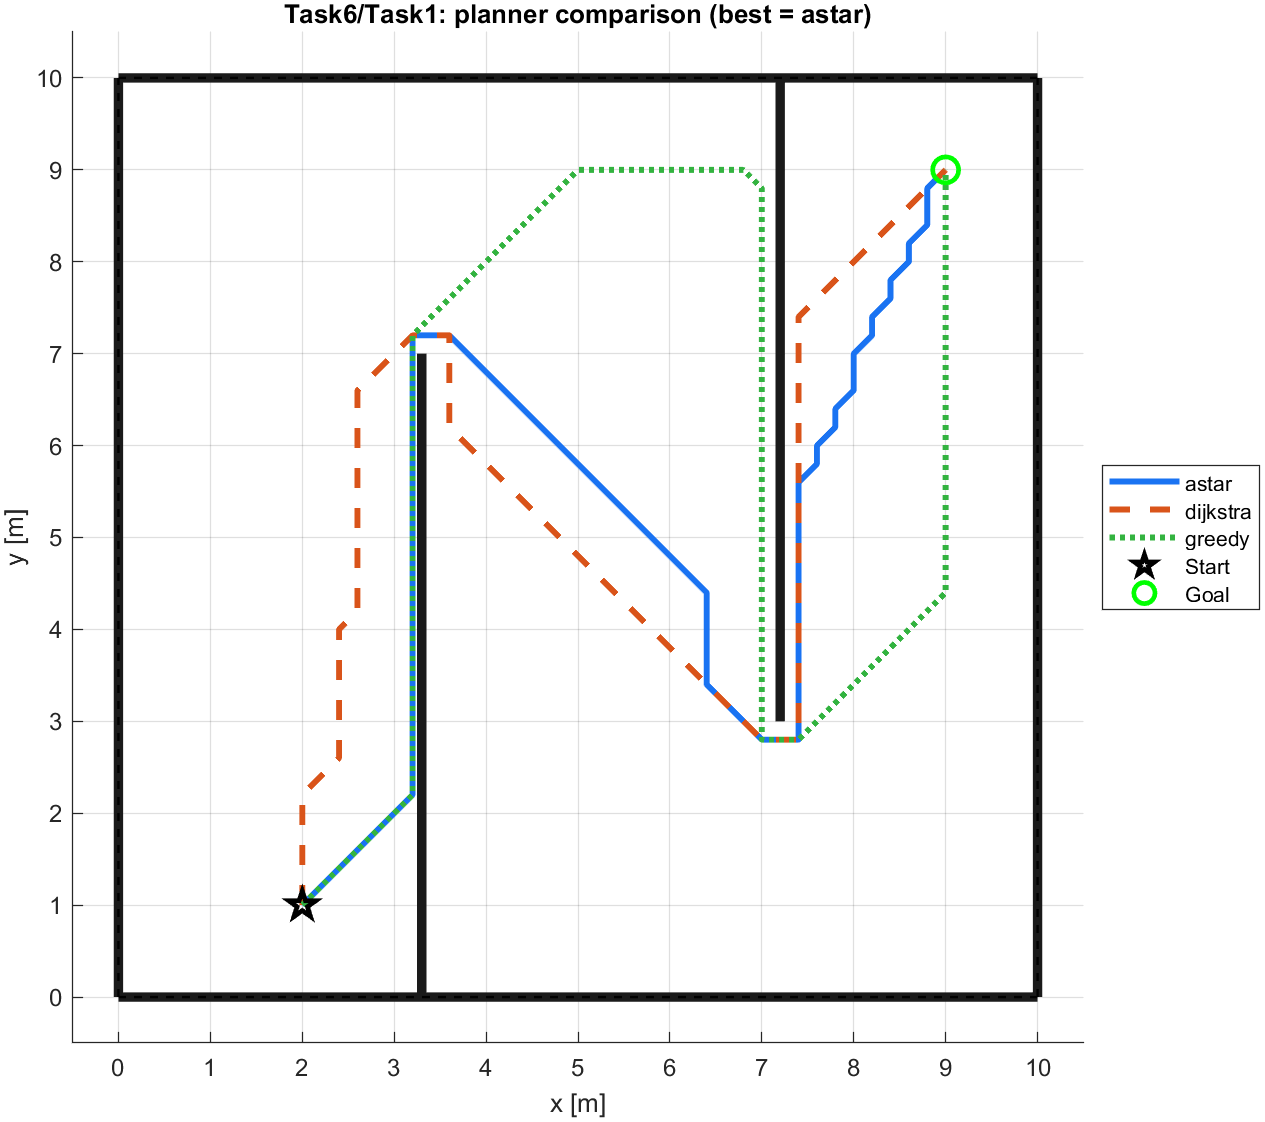 Task6/Task1: planner comparison (best = astar)
10
9
8
7
6
5
4
3
2
1
0
y [m]
0 1 2 3 4 5 6 7 8 9 10
x [m]
astar
dijkstra
greedy
Start
Goal